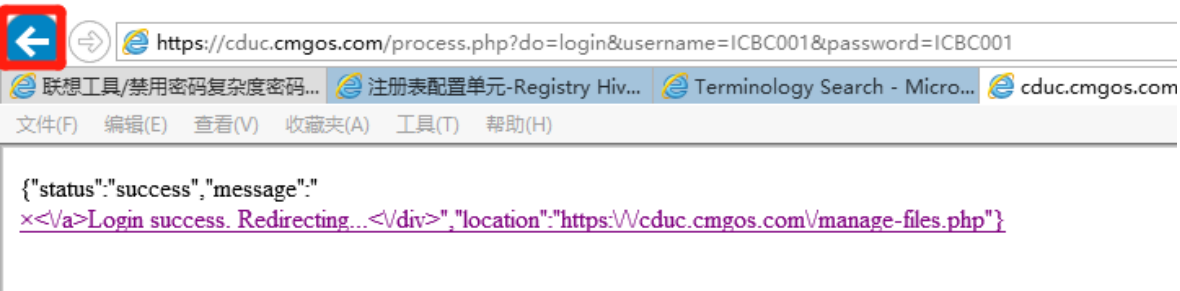 https://cduc.cmgos.com/process.php?do=login&username=ICBC001&password=ICBC001
联想工具/禁用密码复杂度密码... 注册表配置单元-Registry Hiv... Terminology Search - Micro... cduc.cmgos.com
文件(F) 编辑(E) 查看(V) 收藏夹(A) 工具(T) 帮助(H)
{"status":"success","message":"
×<\/a>Login success. Redirecting...<\/div>","location":"https:\/\/cduc.cmgos.com\/manage-files.php"}